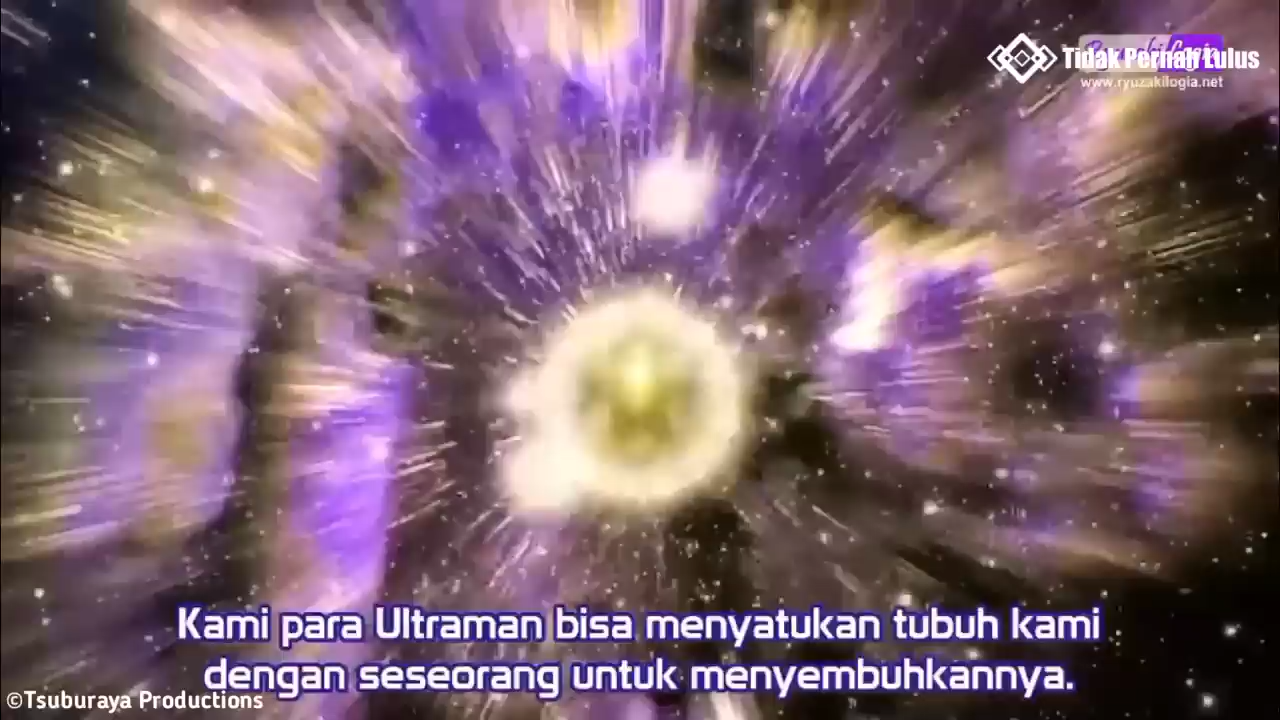 Tidak Pernah Lulus
www.ryuzakilogia.net
Kami para Ultraman bisa menyatukan tubuh kami
dengan seseorang untuk menyembuhkannya.
©Tsuburaya Productions